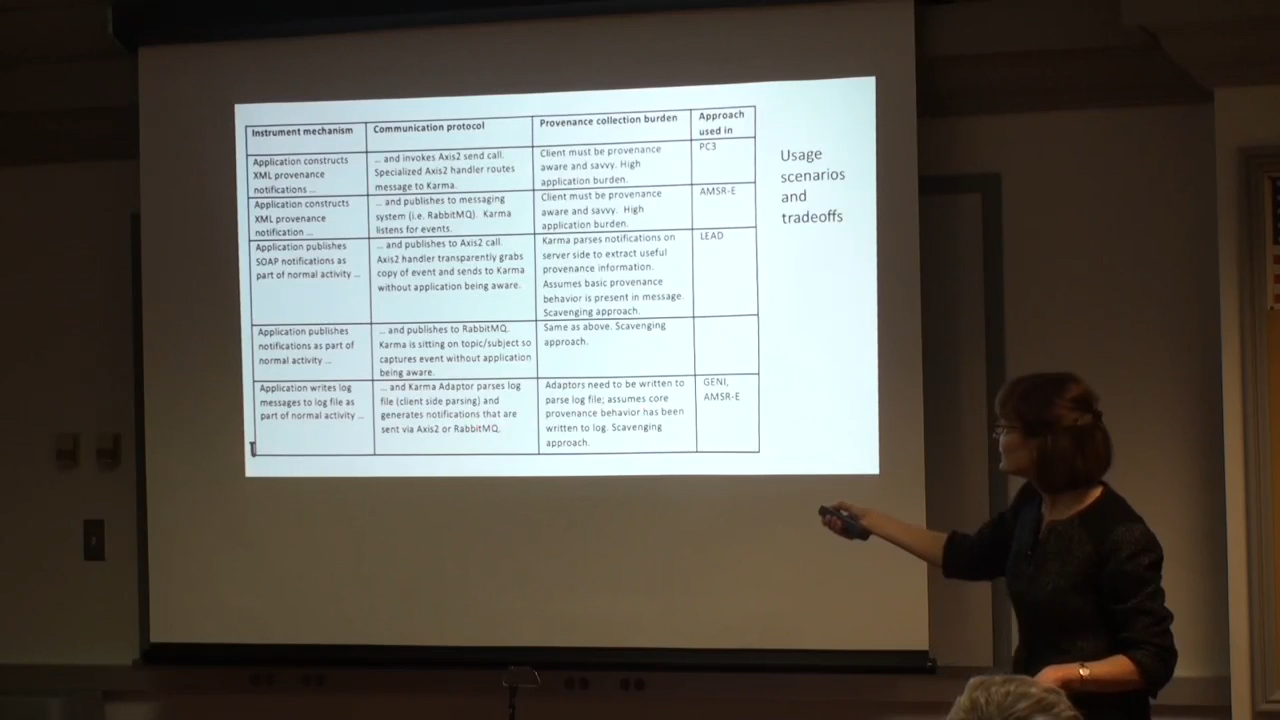 Instrument mechanism
Communication protocol
Provenance collection burden
Approach
used in
Application constructs
XML provenance
notifications ...
... and invokes Axis2 send call.
Specialized Axis2 handler routes
message to Karma.
Client must be provenance
aware and savvy. High
application burden.
PC3
Application constructs
XML provenance
notification ...
... and publishes to messaging
system (i.e. RabbitMQ). Karma
listens for events.
Client must be provenance
aware and savvy. High
application burden.
AMSR-E
Application publishes
SOAP notifications as
part of normal activity ...
... and publishes to Axis2 call.
Axis2 handler transparently grabs
copy of event and sends to Karma
without application being aware.
Karma parses notifications on
server side to extract useful
provenance information.
Assumes basic provenance
behavior is present in message.
Scavenging approach.
LEAD
Application publishes
notifications as part of
normal activity ...
... and publishes to RabbitMQ.
Karma is sitting on topic/subject so
captures event without application
being aware.
Same as above. Scavenging
approach.
Application writes log
messages to log file as
part of normal activity ...
... and Karma Adaptor parses log
file (client side parsing) and
generates notifications that are
sent via Axis2 or RabbitMQ.
Adaptors need to be written to
parse log file; assumes core
provenance behavior has been
written to log. Scavenging
approach.
GENI,
AMSR-E
Usage
scenarios
and
tradeoffs